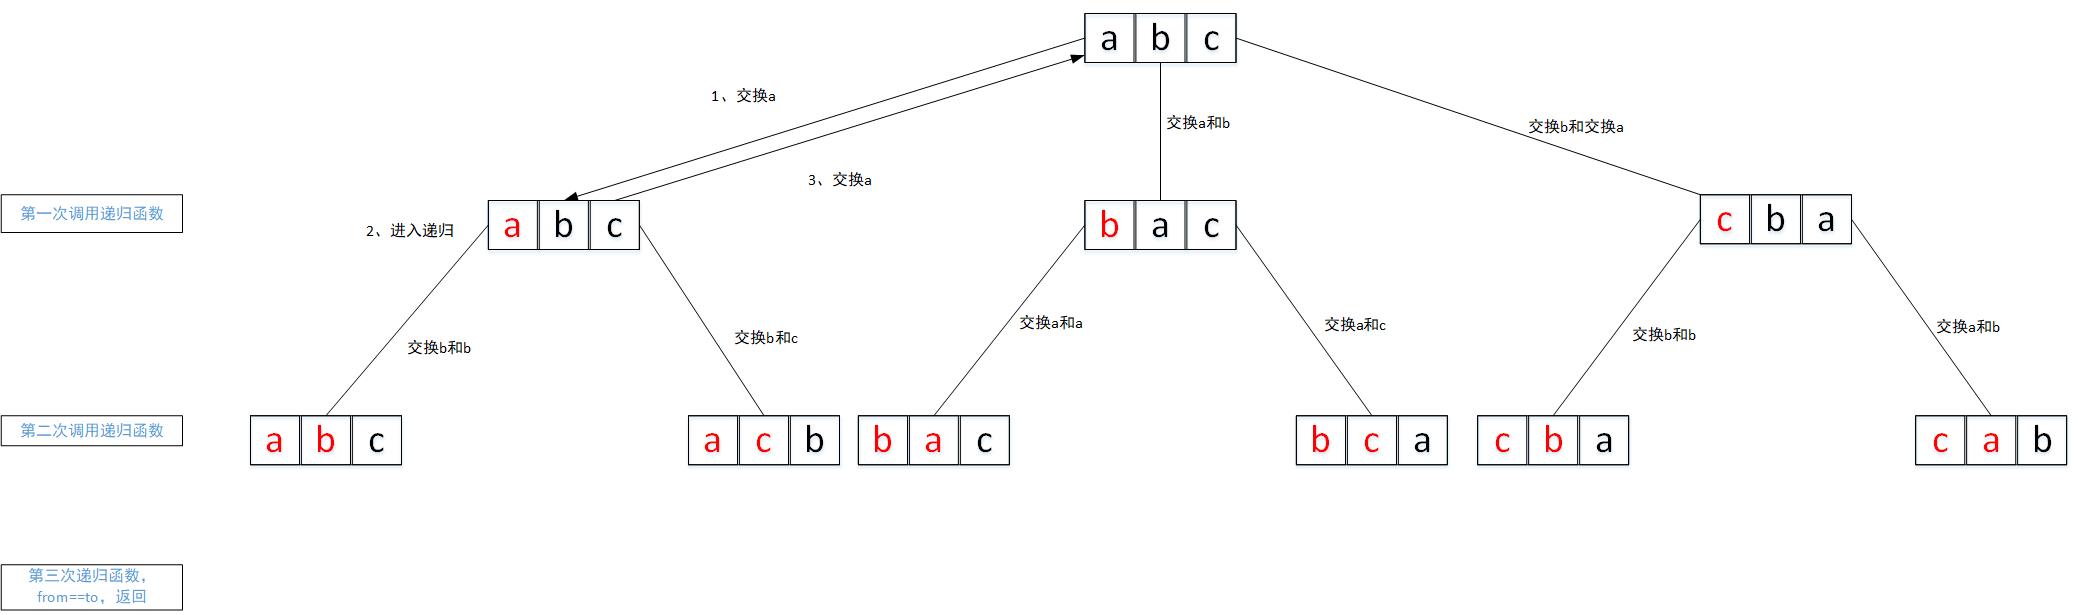 a b c
1、交换a
交换a和b
交换b和交换a
3、交换a
第一次调用递归函数
2、进入递归
a b c
b a c
c b a
交换b和b
交换b和c
交换a和a
交换a和c
交换b和b
交换a和b
第二次调用递归函数
a b c
a c b
b a c
b c a
c b a
c a b
第三次递归函数，
from==to，返回